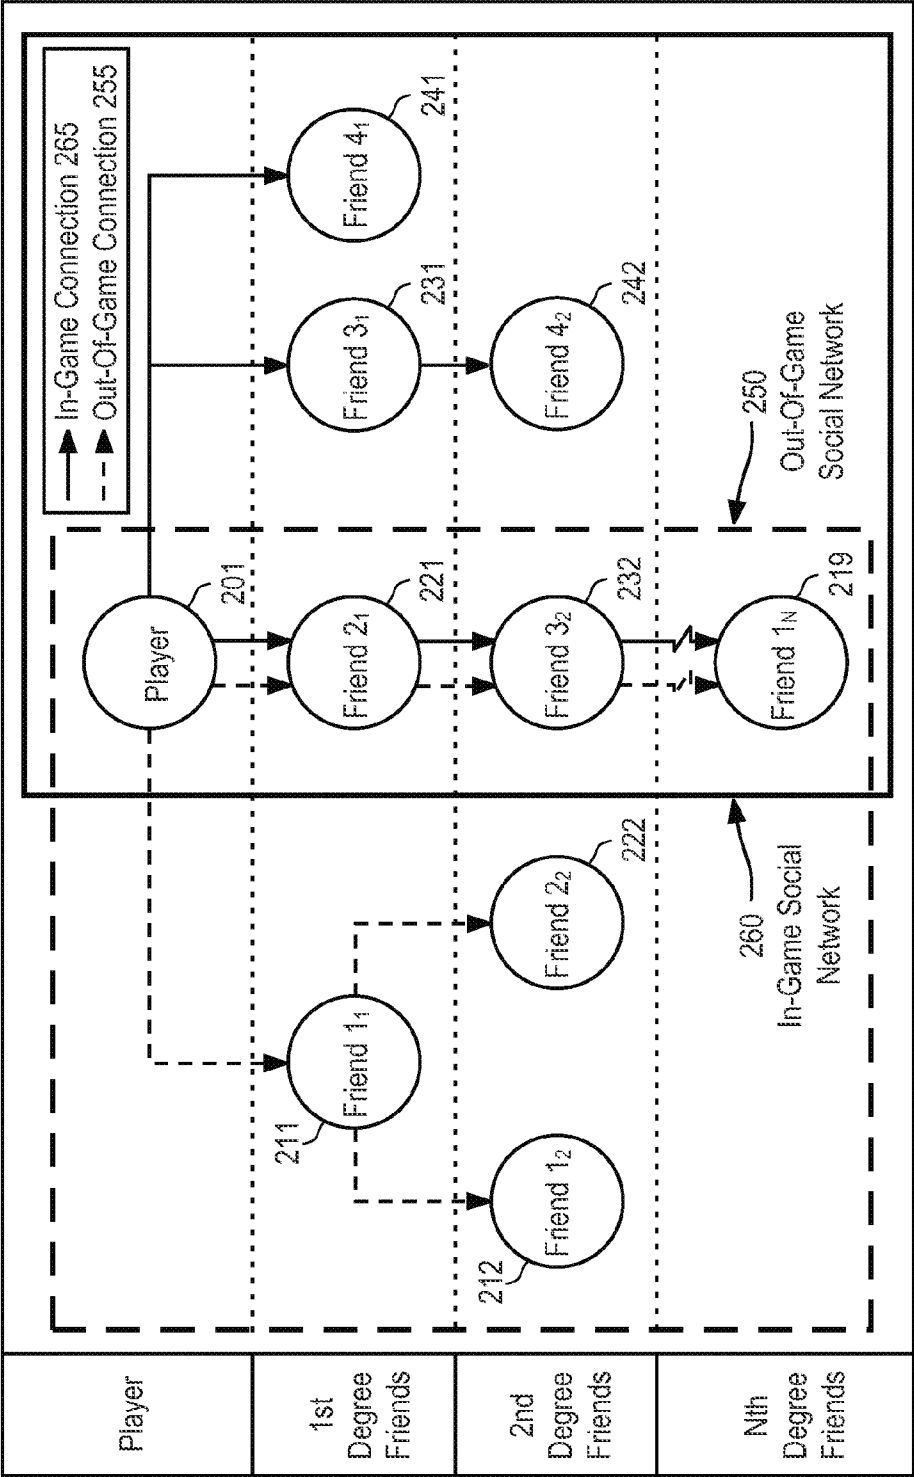 In-Game Connection 265
Out-Of-Game Connection 255
Player
Player
201
1st
Degree
Friends
211
Friend 1₁
Friend 2₁
221
Friend 3₁
231
Friend 4₁
241
2nd
Degree
Friends
212
Friend 1₂
Friend 2₂
222
Friend 3₂
232
Friend 4₂
242
Nth
Degree
Friends
260
In-Game Social
Network
Friend 1N
219
250
Out-Of-Game
Social Network